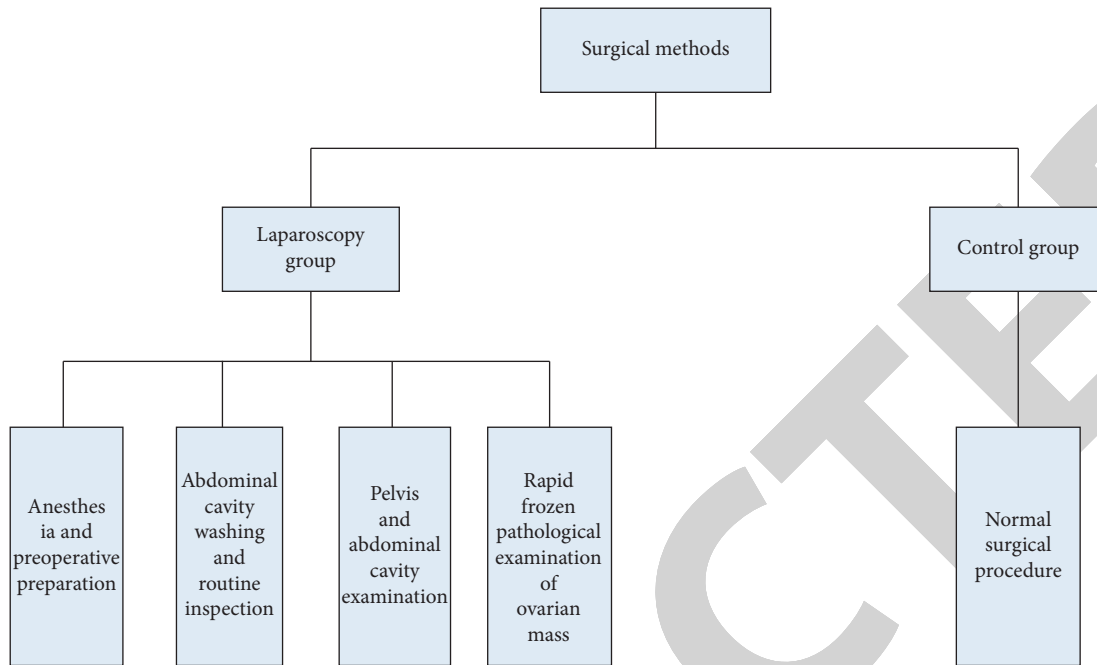 Surgical methods
Laparoscopy
group
Control group
Anesthes
ia and
preoperative
preparation
Abdominal
cavity
washing
and
routine
inspection
Pelvis
and
abdominal
cavity
examination
Rapid
frozen
pathological
examination
of
ovarian
mass
Normal
surgical
procedure
CTE